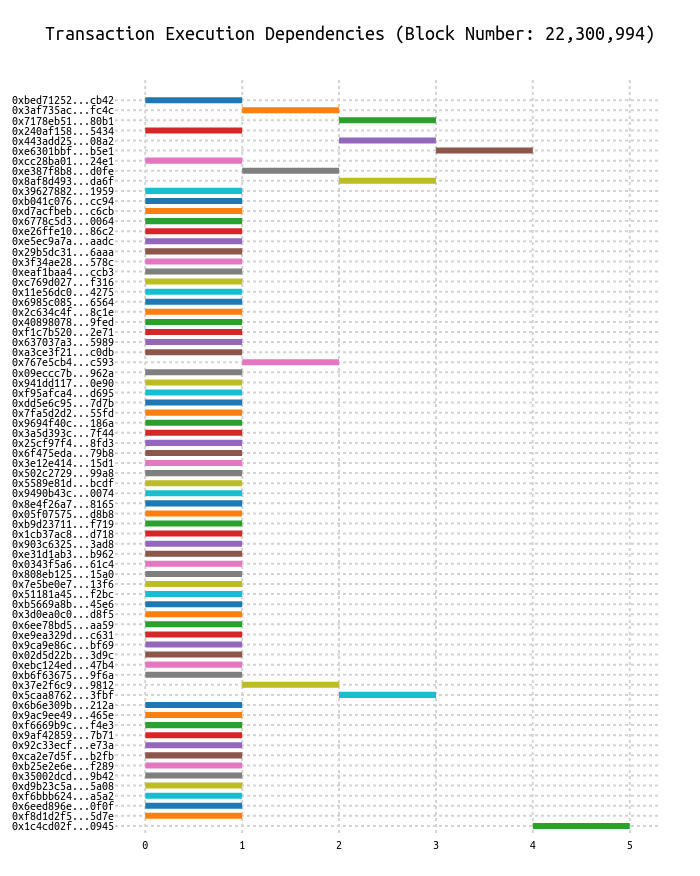 Transaction Execution Dependencies (Block Number: 22,300,994)
0xbed71252...cb42
0x3af735ac...fc4c
0x7178eb51...80b1
0x240af158...5434
0x443add25...08a2
0xe6301bbf...b5e1
0xcc28ba01...24e1
0xe387f8b8...d0fe
0x8af8d493...da6f
0x39627882...1959
0xb041c076...cc94
0xd7acfbeb...c6cb
0x6778c5d3...0064
0xe26ffe10...86c2
0xe5ec9a7a...aadc
0x29b5dc31...6aaa
0x3f34ae28...578c
0xeaf1baa4...ccb3
0xc769d027...f316
0x11e56dc0...4275
0x6985c085...6564
0x2c634c4f...8c1e
0x40898078...9fed
0xf1c7b520...2e71
0x637037a3...5989
0xa3ce3f21...c0db
0x767e5cb4...c593
0x09eccc7b...962a
0x941dd117...0e90
0xf95afca4...d695
0xdd5e6c95...7d7b
0x7fa5d2d2...55fd
0x9694f40c...186a
0x3a5d393c...7f44
0x25cf97f4...8fd3
0x6f475eda...79b8
0x3e12e414...15d1
0x502c2729...99a8
0x5589e81d...bcdf
0x9490b43c...0074
0x8e4f26a7...8165
0x05f07575...d8b8
0xb9d23711...f719
0x1cb37ac8...d718
0x903c6325...3ad8
0xe31d1ab3...b962
0x0343f5a6...61c4
0x808eb125...15a0
0x7e5be0e7...13f6
0x51181a45...f2bc
0xb5669a8b...45e6
0x3d0ea0c0...d8f5
0x6ee78bd5...aa59
0xe9ea329d...c631
0x9ca9e86c...bf69
0x02d5d22b...3d9c
0xebc124ed...47b4
0xb6f63675...9f6a
0x37e2f6c9...9812
0x5caa8762...3fbf
0x6b6e309b...212a
0x9ac9ee49...465e
0xf6669b9c...f4e3
0x9af42859...7b71
0x92c33ecf...e73a
0xca2e7d5f...b2fb
0xb25e2e6e...f289
0x35002dcd...9b42
0xd9b23c5a...5a08
0xf6bbb624...a5a2
0x6eed896e...0f0f
0xf8d1d2f5...5d7e
0x1c4cd02f...0945
0 1 2 3 4 5